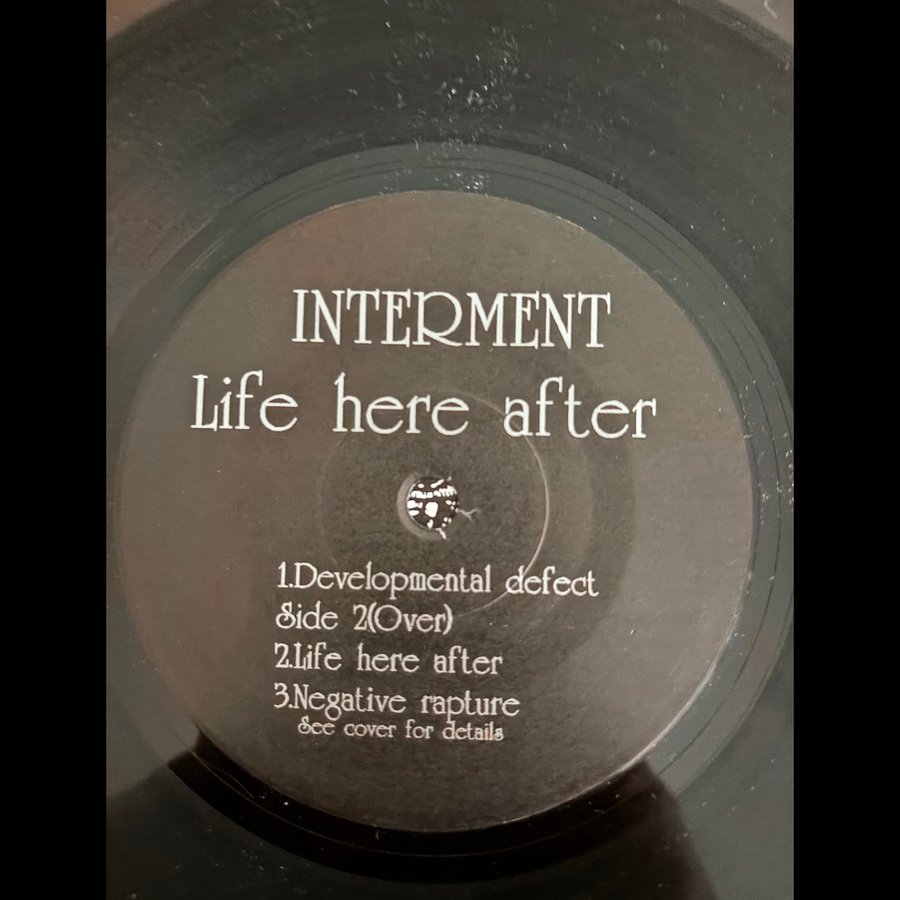 INTERMENT
Life here after
1.Developmental defect
Side 2(Over)
2.Life here after
3.Negative rapture
See cover for details